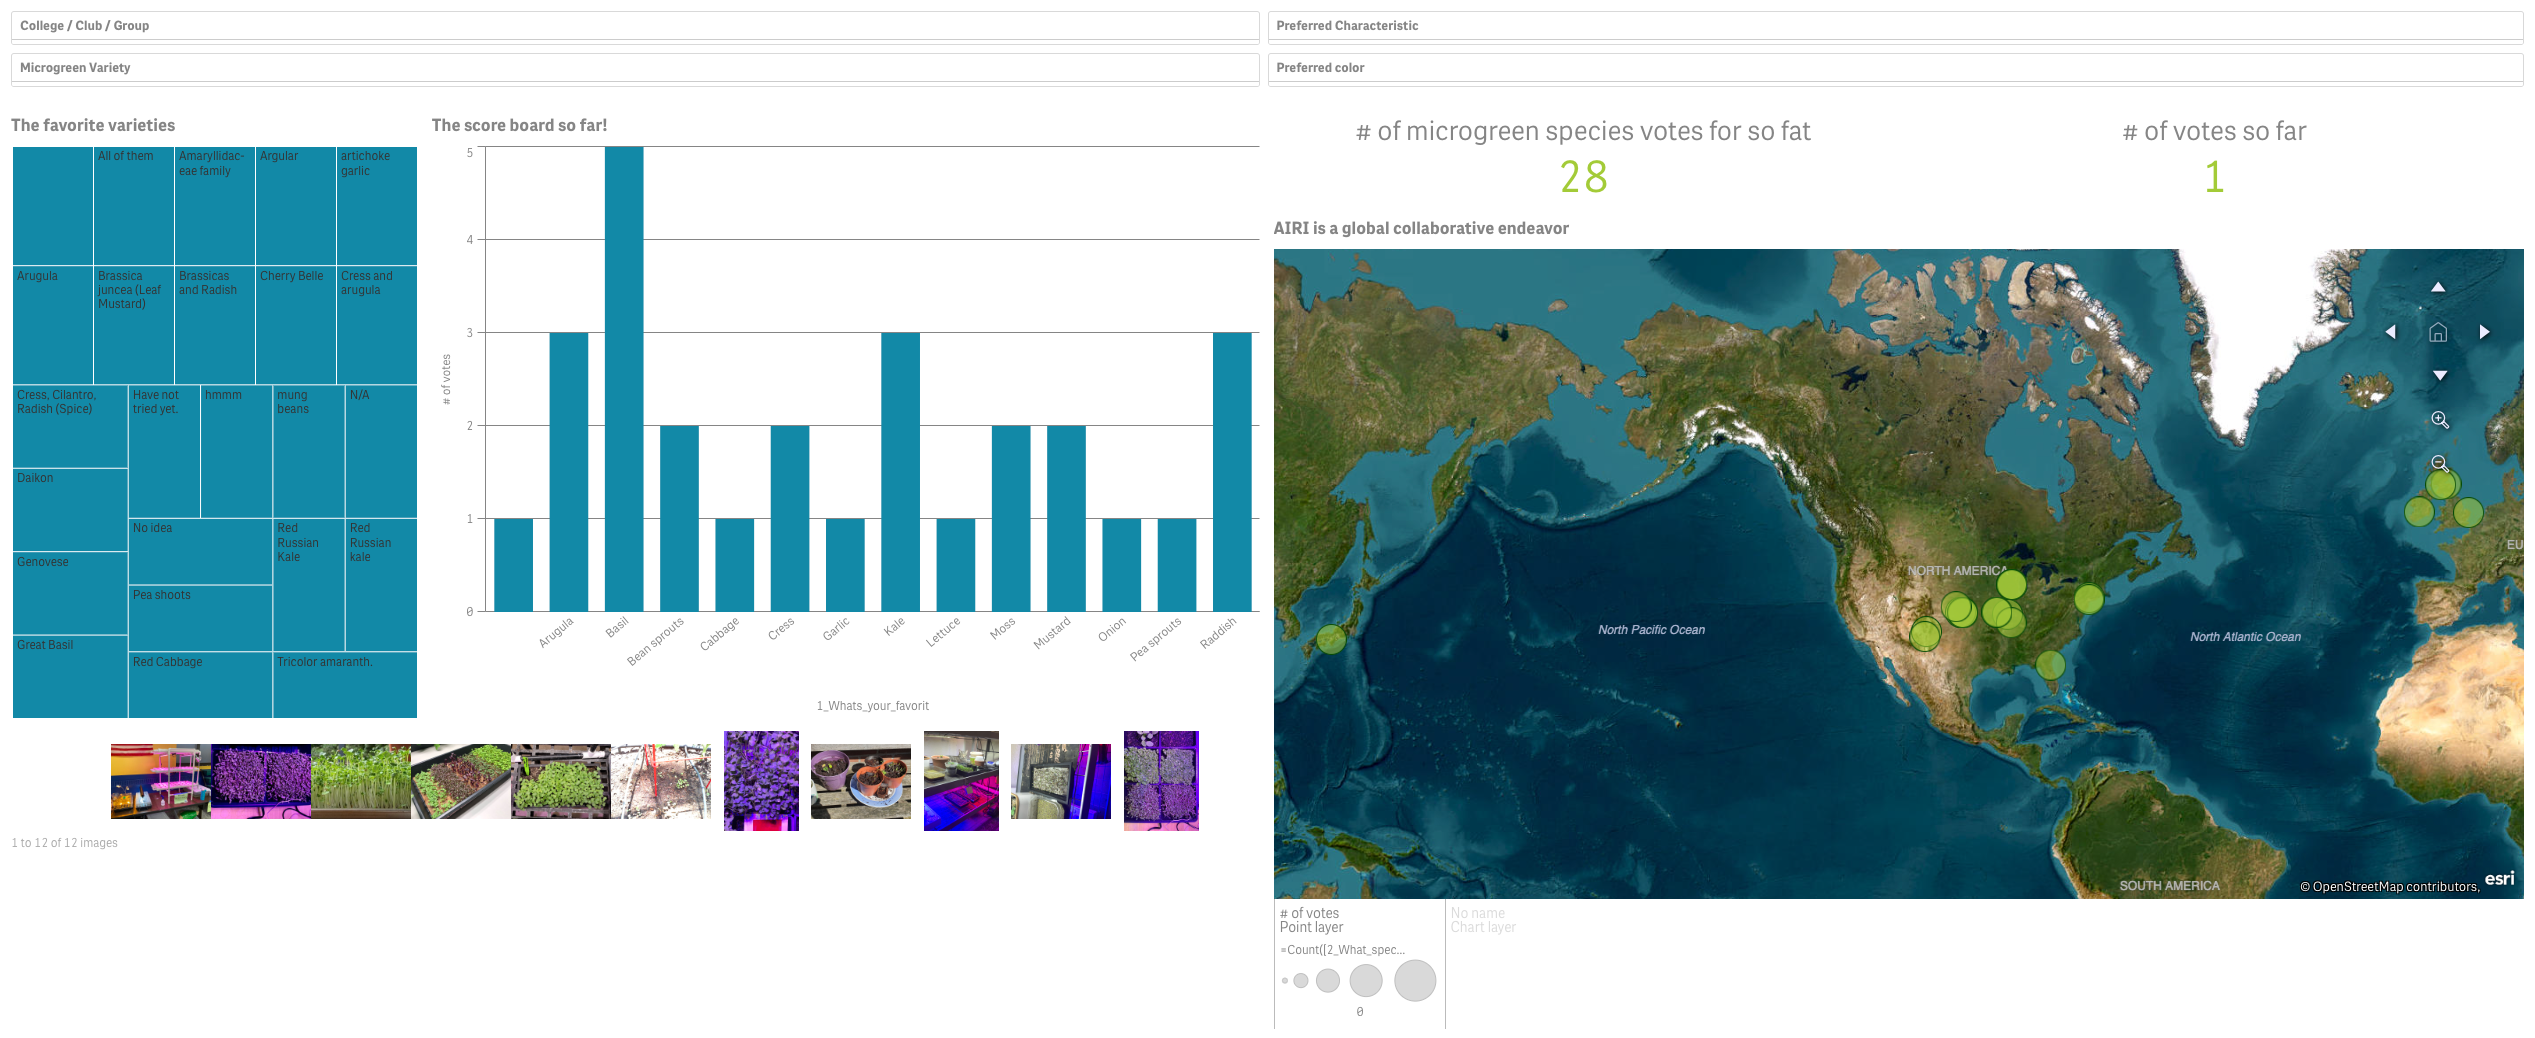 College / Club / Group
Preferred Characteristic
Microgreen Variety
Preferred color
The favorite varieties
All of them
Amaryllidac-
eae family
Argular
artichoke
garlic
Arugula
Brassica
juncea (Leaf
Mustard)
Brassicas
and Radish
Cherry Belle
Cress and
arugula
Cress, Cilantro,
Radish (Spice)
Have not
tried yet.
hmmm
mung
beans
N/A
Daikon
No idea
Red
Russian
Kale
Red
Russian
kale
Genovese
Pea shoots
Great Basil
Red Cabbage
Tricolor amaranth.
The score board so far!
# of votes
5
4
3
2
1
0
Arugula
Basil
Bean sprouts
Cabbage
Cress
Garlic
Kale
Lettuce
Moss
Mustard
Onion
Pea sprouts
Raddish
1_Whats_your_favorit
1 to 12 of 12 images
# of microgreen species votes for so fat
28
# of votes so far
1
AIRI is a global collaborative endeavor
EU
NORTH AMERICA
North Pacific Ocean
North Atlantic Ocean
SOUTH AMERICA
© OpenStreetMap contributors,
esri
# of votes
Point layer
=Count([2_What_spec...
0
No name
Chart layer